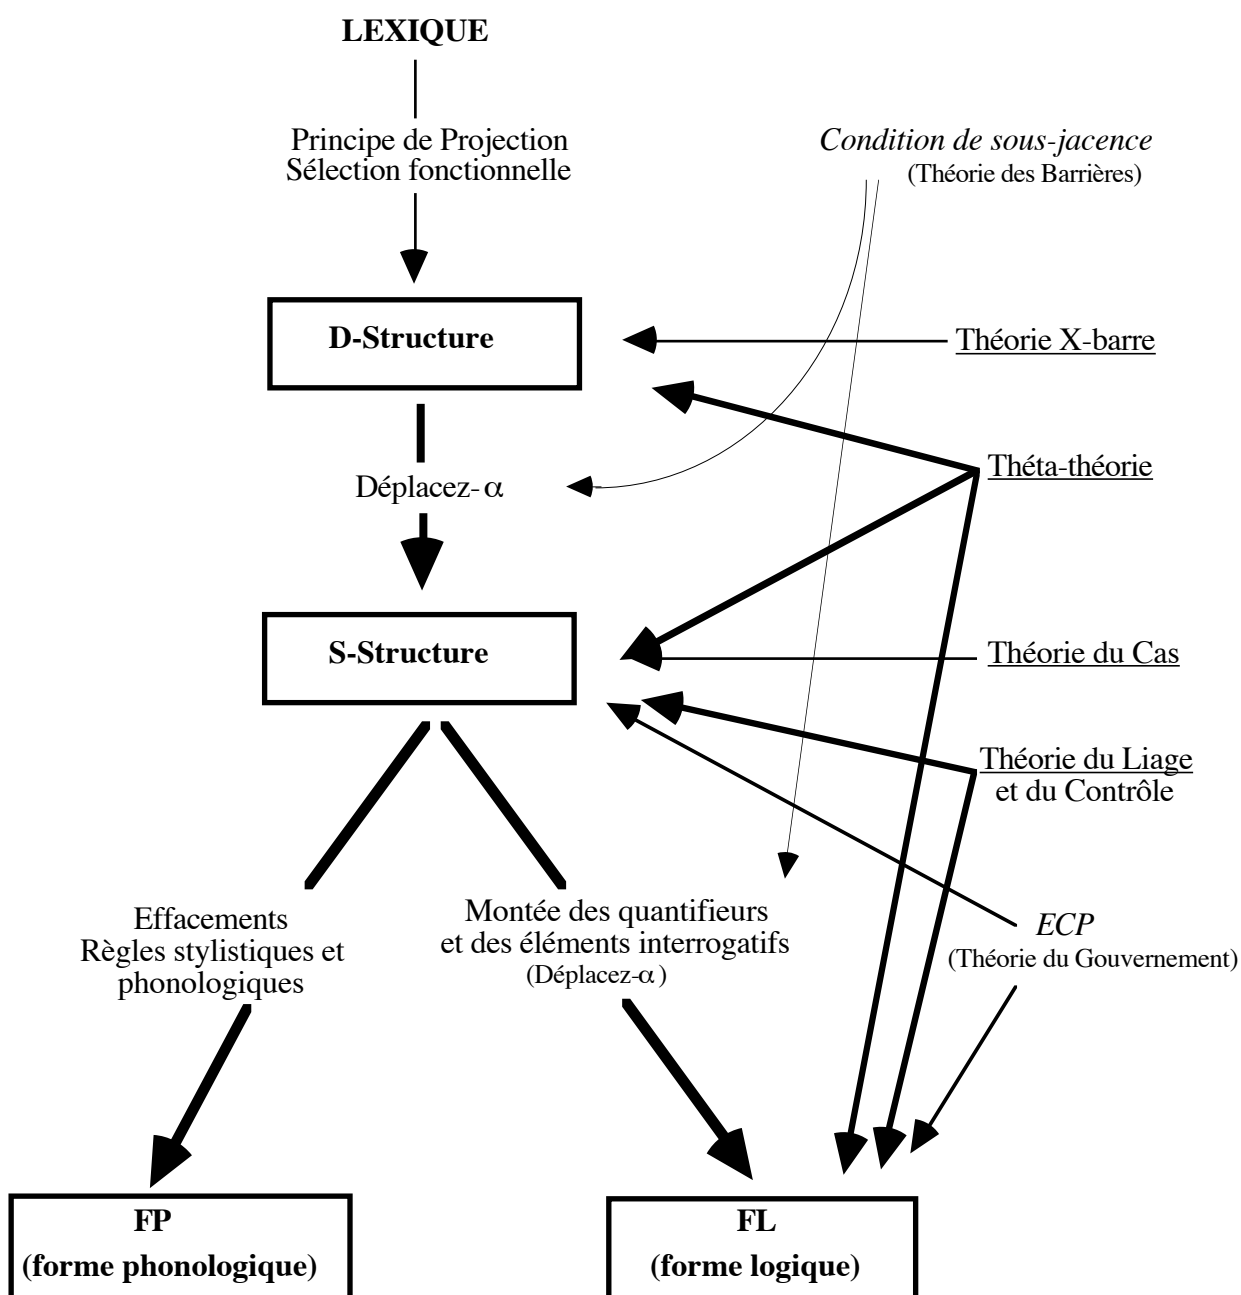 LEXIQUE
Principe de Projection
Sélection fonctionnelle
Condition de sous-jacence
(Théorie des Barrières)
D-Structure
Théorie X-barre
Déplacez-α
Théta-théorie
S-Structure
Théorie du Cas
Théorie du Liage
et du Contrôle
Effacements
Règles stylistiques et
phonologiques
Montée des quantifieurs
et des éléments interrogatifs
(Déplacez-α)
ECP
(Théorie du Gouvernement)
FP
(forme phonologique)
FL
(forme logique)